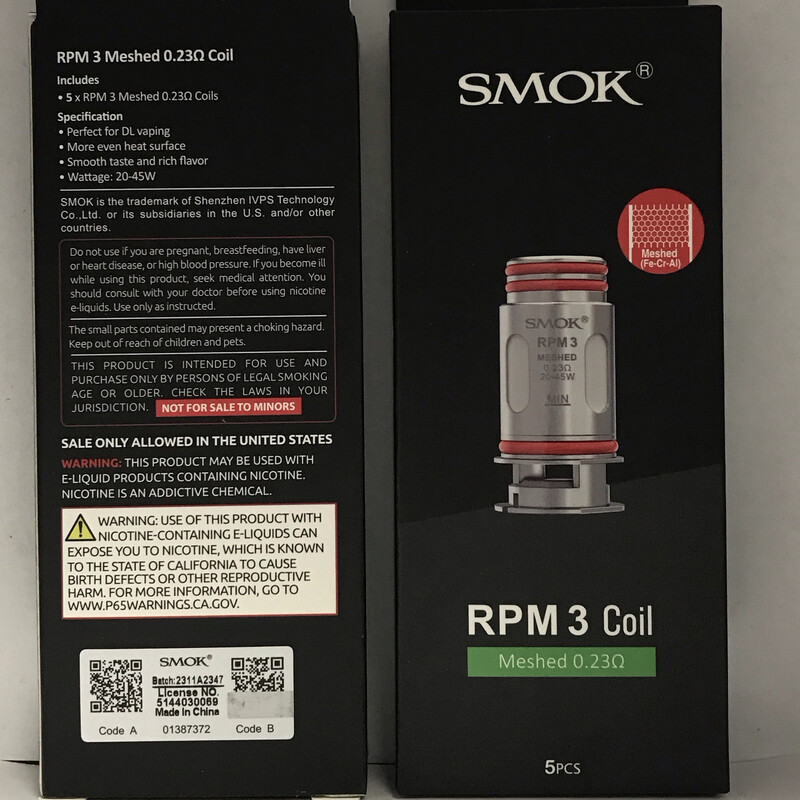 RPM 3 Meshed 0.23Ω Coil
Includes
• 5 x RPM 3 Meshed 0.23Ω Coils
Specification
• Perfect for DL vaping
• More even heat surface
• Smooth taste and rich flavor
• Wattage: 20-45W
SMOK is the trademark of Shenzhen IVPS Technology
Co.,Ltd. or its subsidiaries in the U.S. and/or other
countries.
Do not use if you are pregnant, breastfeeding, have liver
or heart disease, or high blood pressure. If you become ill
while using this product, seek medical attention. You
should consult with your doctor before using nicotine
e-liquids. Use only as instructed.
The small parts contained may present a choking hazard.
Keep out of reach of children and pets.
THIS PRODUCT IS INTENDED FOR USE AND
PURCHASE ONLY BY PERSONS OF LEGAL SMOKING
AGE OR OLDER. CHECK THE LAWS IN YOUR
JURISDICTION. NOT FOR SALE TO MINORS
SALE ONLY ALLOWED IN THE UNITED STATES
WARNING: THIS PRODUCT MAY BE USED WITH
E-LIQUID PRODUCTS CONTAINING NICOTINE.
NICOTINE IS AN ADDICTIVE CHEMICAL.
WARNING: USE OF THIS PRODUCT WITH
NICOTINE-CONTAINING E-LIQUIDS CAN
EXPOSE YOU TO NICOTINE, WHICH IS KNOWN
TO THE STATE OF CALIFORNIA TO CAUSE
BIRTH DEFECTS OR OTHER REPRODUCTIVE
HARM. FOR MORE INFORMATION, GO TO
WWW.P65WARNINGS.CA.GOV.
SMOK®
Batch:2311A2347
License NO.
5144030069
Made in China
Code A 01387372 Code B
SMOK®
Meshed
(Fe-Cr-Al)
SMOK®
RPM 3
MESHED
0.23Ω
20-45W
MIN
RPM 3 Coil
Meshed 0.23Ω
5PCS